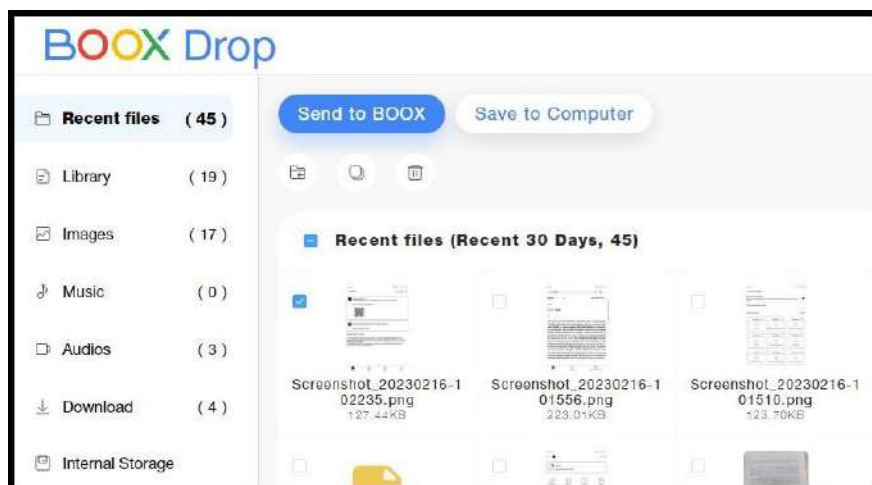 BOOX Drop
Recent files (45)
Library (19)
Images (17)
Music (0)
Audios (3)
Download (4)
Internal Storage
Send to BOOX Save to Computer
Recent files (Recent 30 Days, 45)
Screenshot_20230216-1
02235.png
127.44KB
Screenshot_20230216-1
01556.png
223.01KB
Screenshot_20230216-1
01510.png
123.70KB